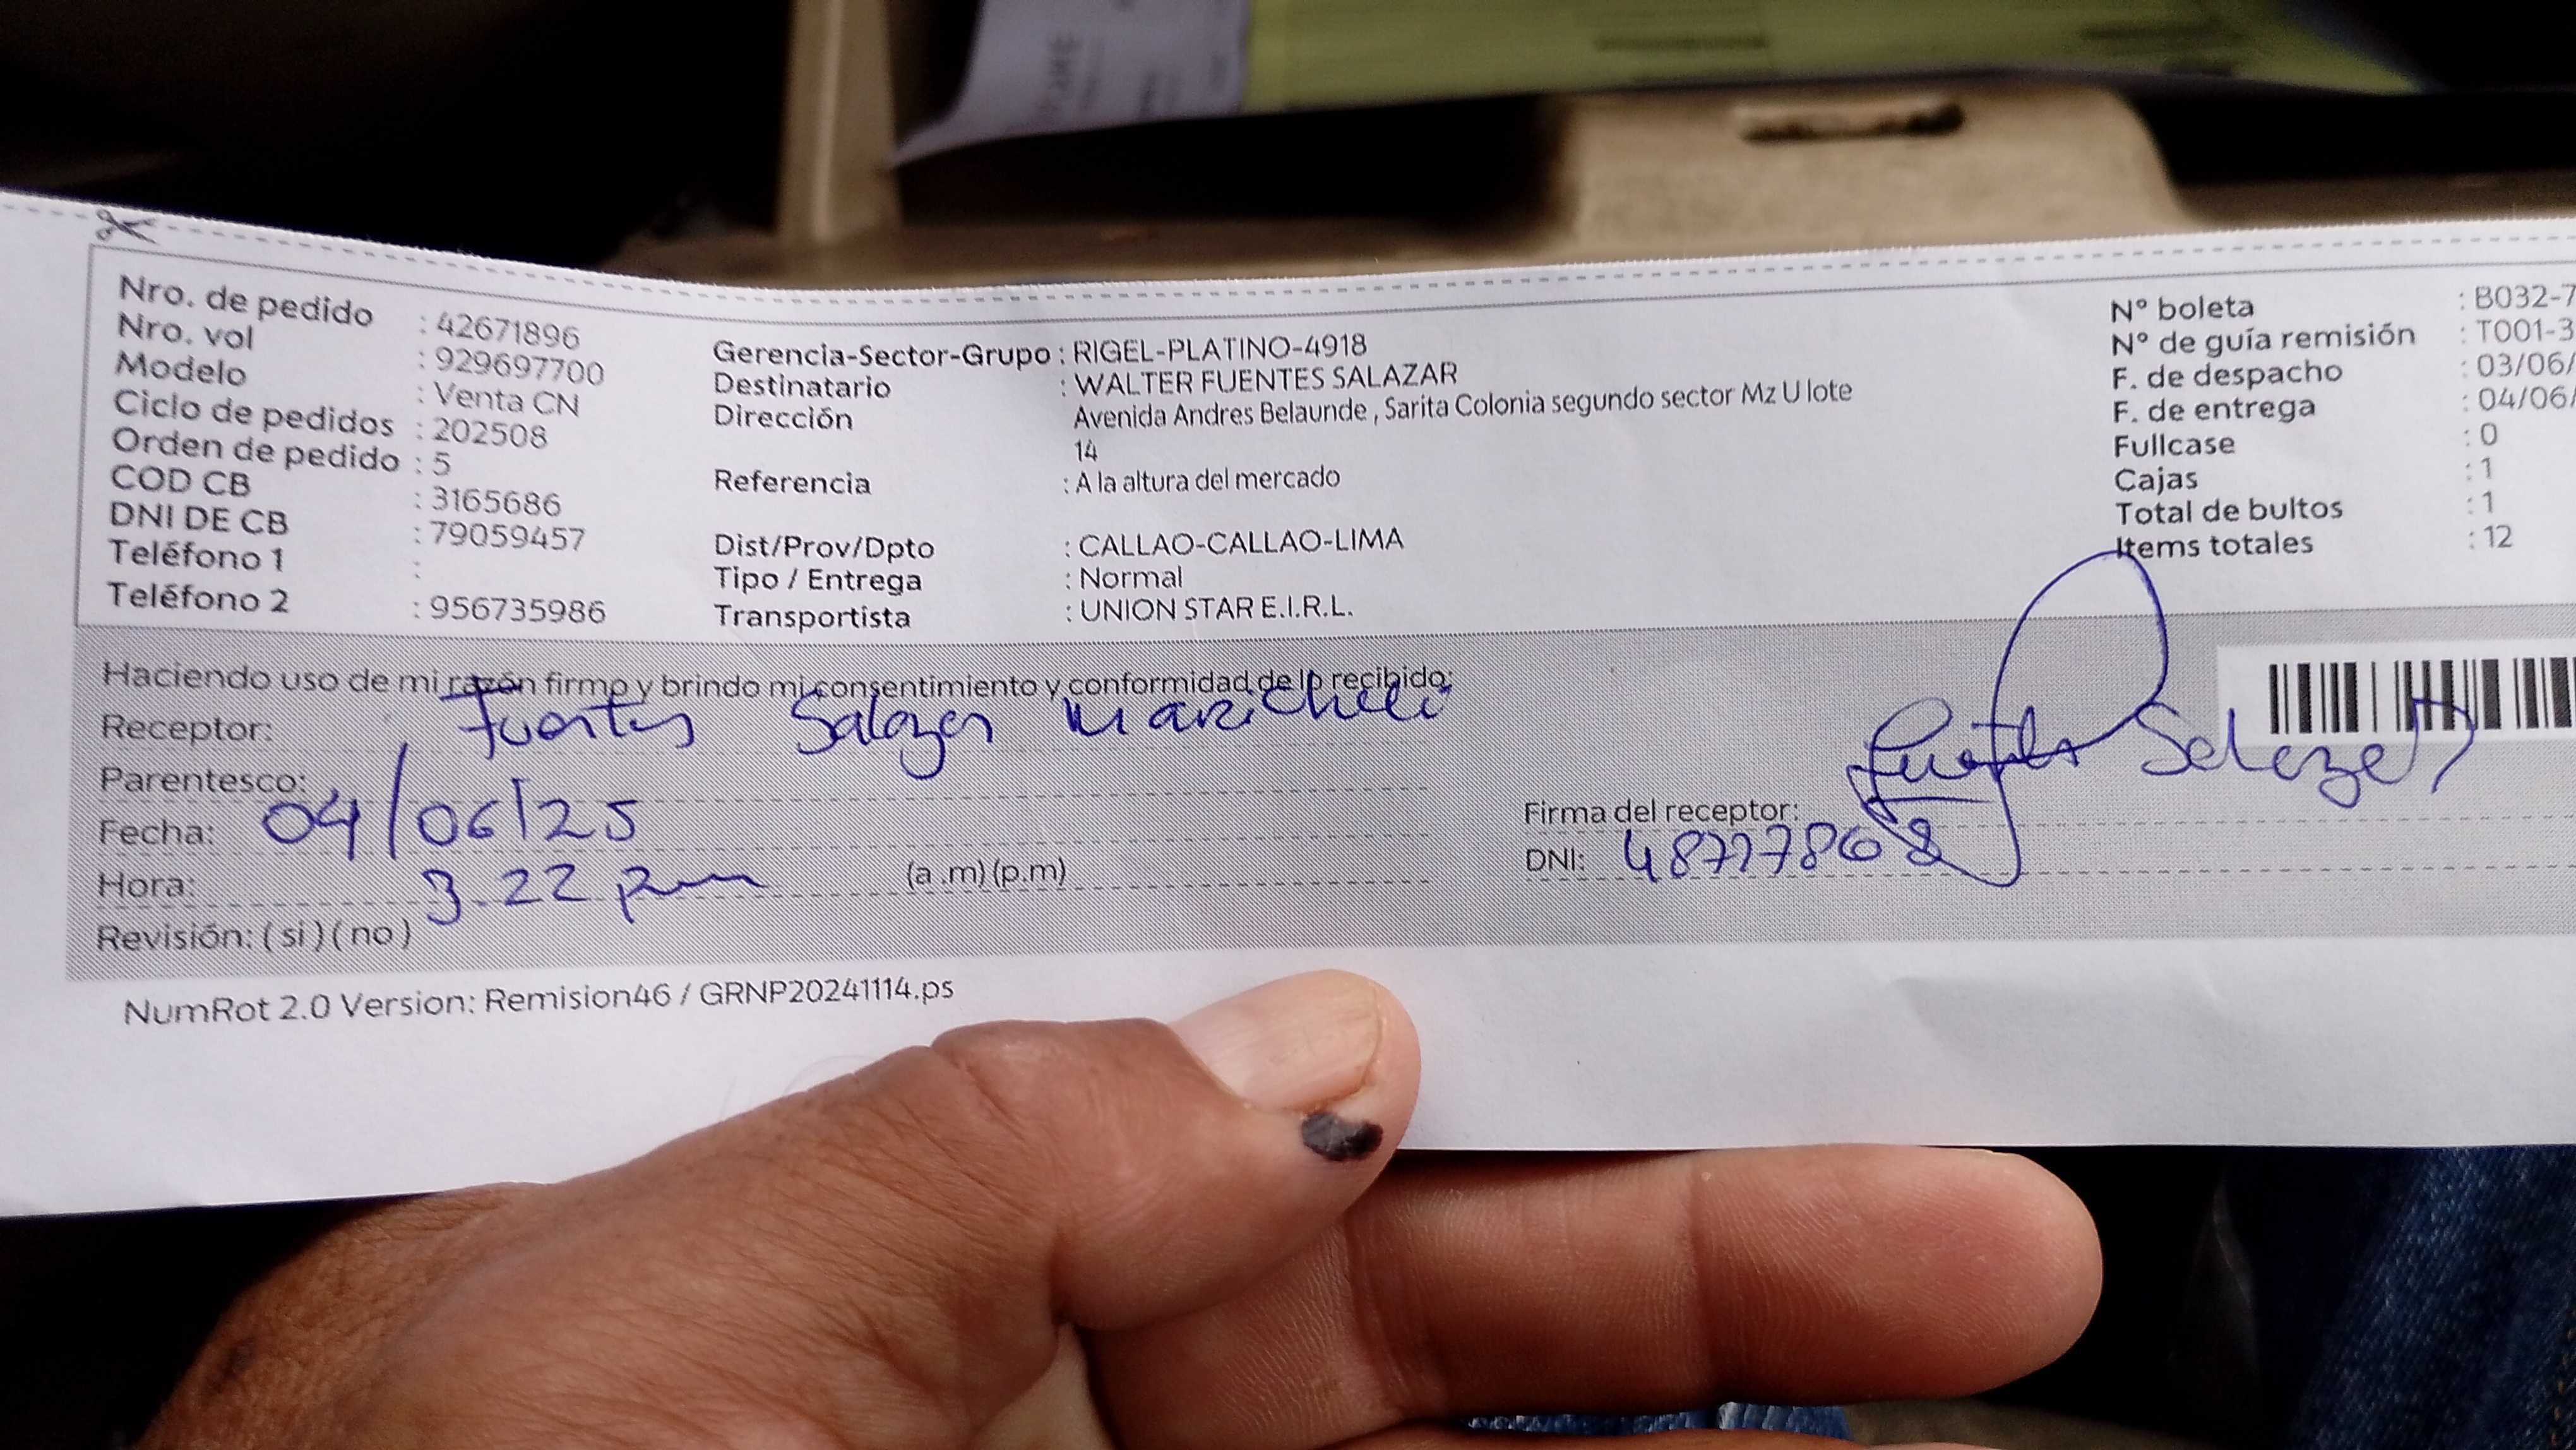 Nro. de pedido : 42671896
Nro. vol : 929697700
Modelo : Venta CN
Ciclo de pedidos : 202508
Orden de pedido : 5
COD CB : 3165686
DNI DE CB : 79059457
Teléfono 1 :
Teléfono 2 : 956735986
Gerencia-Sector-Grupo : RIGEL-PLATINO-4918
Destinatario : WALTER FUENTES SALAZAR
Dirección Avenida Andres Belaunde , Sarita Colonia segundo sector Mz U lote
14
Referencia : A la altura del mercado
Dist/Prov/Dpto : CALLAO-CALLAO-LIMA
Tipo / Entrega : Normal
Transportista : UNION STAR E.I.R.L.
N° boleta : B032-7
N° de guía remisión : T001-3
F. de despacho : 03/06/
F. de entrega : 04/06/
Fullcase : 0
Cajas : 1
Total de bultos : 1
Items totales : 12
Haciendo uso de mi razón firmo y brindo mi consentimiento y conformidad de lo recibido:
Receptor: Fuentes Salazar
Parentesco:
Fecha: 04/06/25
Hora: 3.22 pm (a .m) (p.m)
Revisión: ( si ) ( no )
Fuentes Salazar
Firma del receptor:
DNI:
NumRot 2.0 Version: Remision46 / GRNP20241114.ps